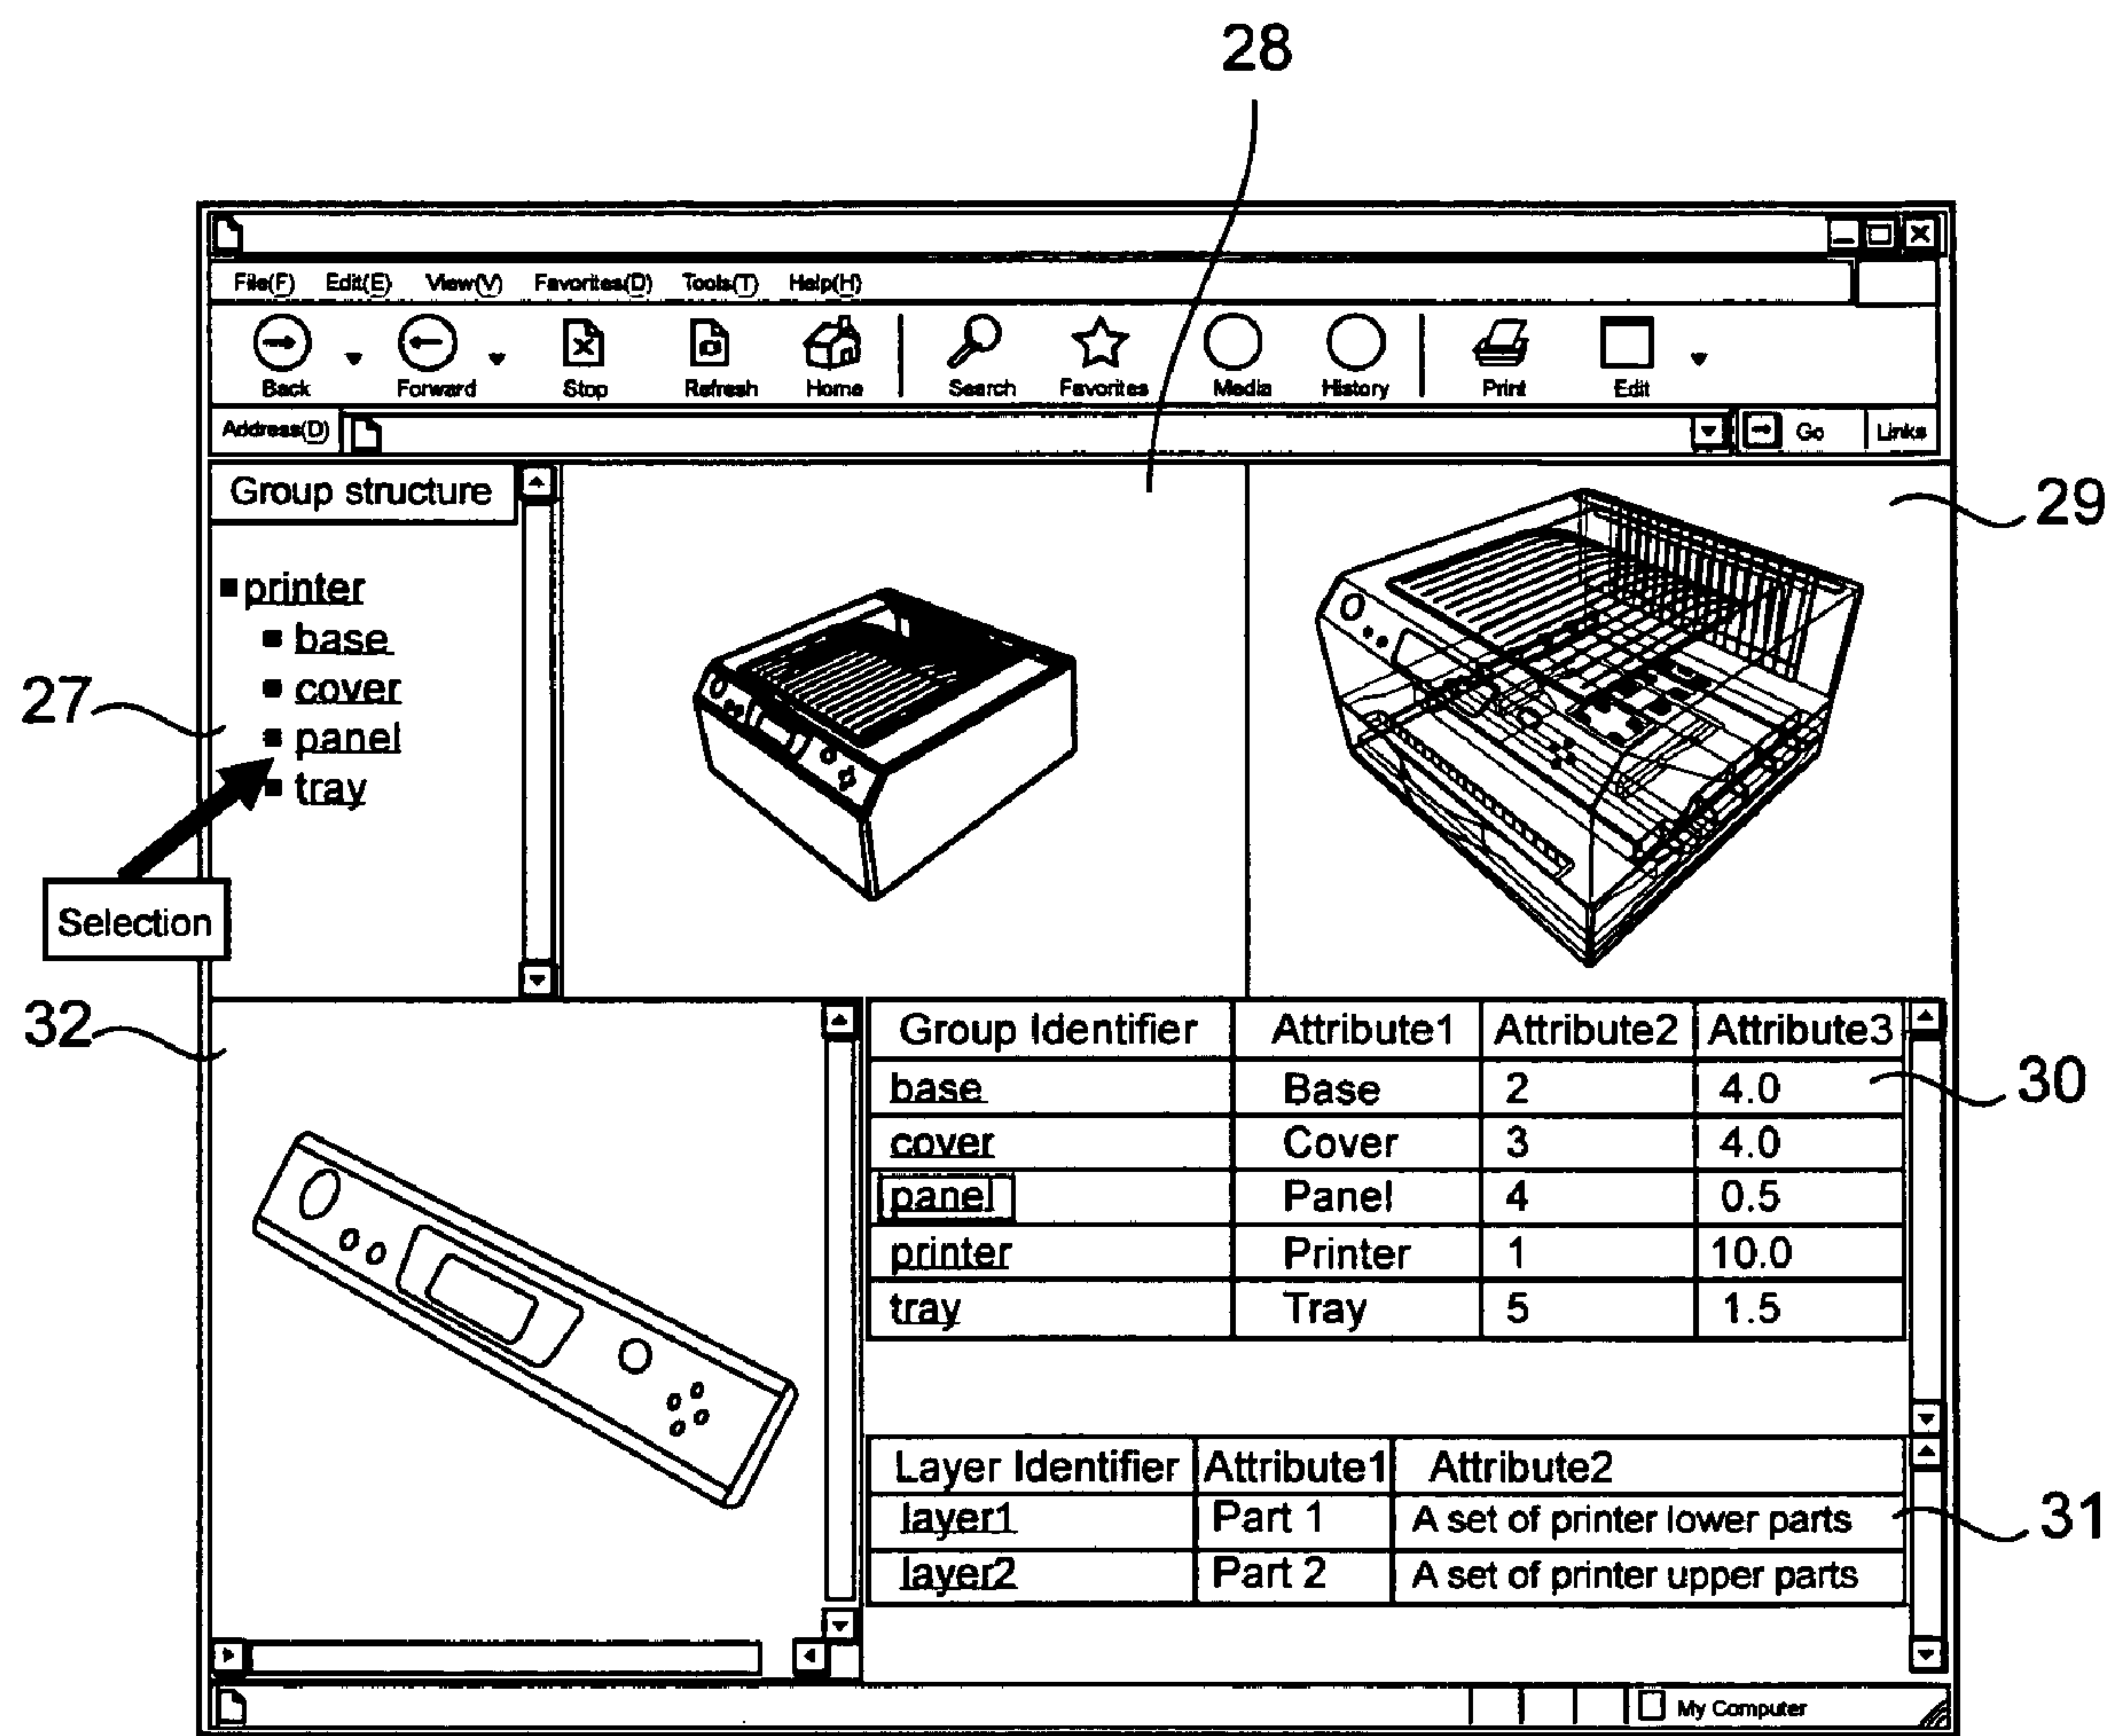 28
File(F) Edit(E) View(V) Favorites(D) Tools(T) Help(H)
Back Forward Stop Refresh Home Search Favorites Media History Print Edit
Address(D) Go Links
Group structure
29
printer
base
cover
27
panel
tray
Selection
32
Group Identifier Attribute1 Attribute2 Attribute3
base Base 2 4.0
30
cover Cover 3 4.0
panel Panel 4 0.5
printer Printer 1 10.0
tray Tray 5 1.5
Layer Identifier Attribute1 Attribute2
layer1 Part 1 A set of printer lower parts
31
layer2 Part 2 A set of printer upper parts
My Computer